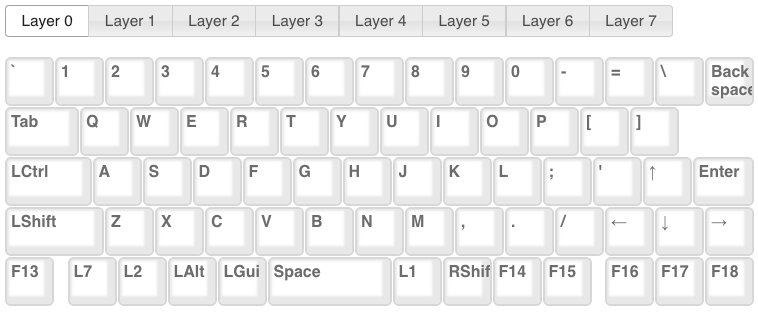 Layer 0 Layer 1 Layer 2 Layer 3 Layer 4 Layer 5 Layer 6 Layer 7
` 1 2 3 4 5 6 7 8 9 0 - = \ Back
space
Tab Q W E R T Y U I O P [ ]
LCtrl A S D F G H J K L ; ' ↑ Enter
LShift Z X C V B N M , . / ← ↓ →
F13 L7 L2 LAlt LGui Space L1 RShif F14 F15 F16 F17 F18